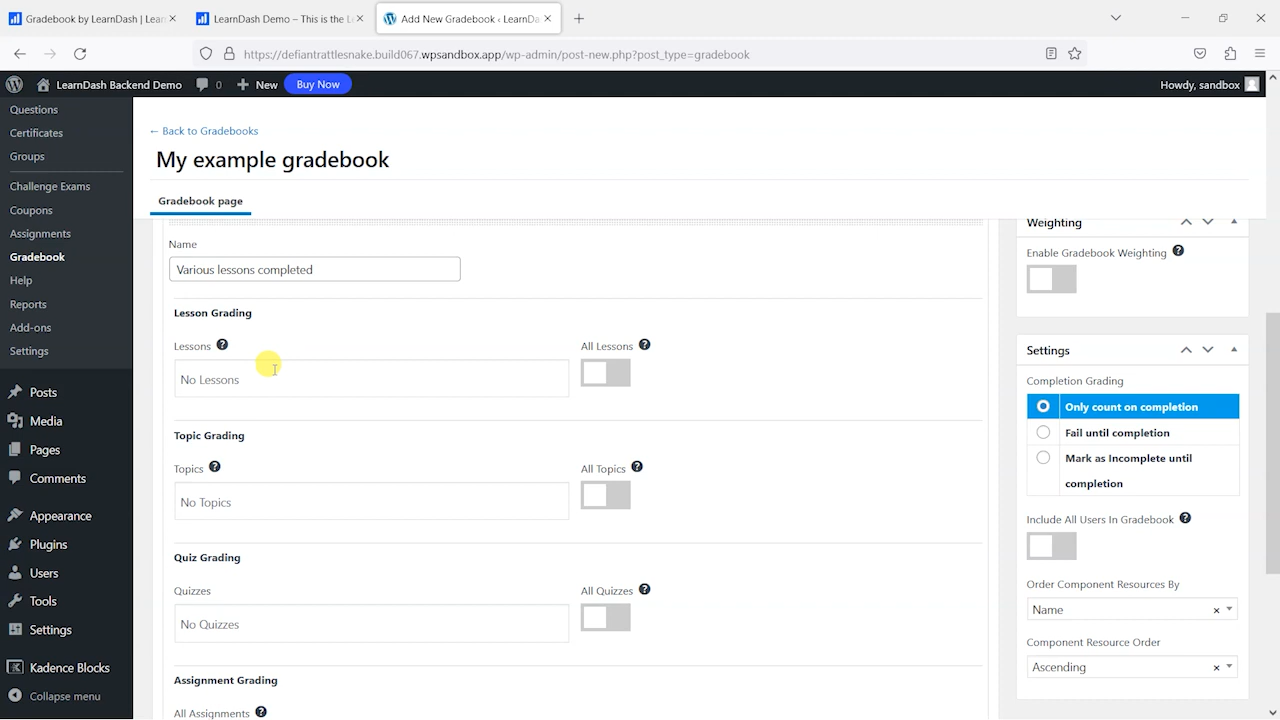 Gradebook by LearnDash | Lear
LearnDash Demo – This is the L
Add New Gradebook ‹ LearnDa
https://defiantrattlesnake.build067.wpsandbox.app/wp-admin/post-new.php?post_type=gradebook
LearnDash Backend Demo
0
New
Buy Now
Howdy, sandbox
Questions
Certificates
Groups
Challenge Exams
Coupons
Assignments
Gradebook
Help
Reports
Add-ons
Settings
Posts
Media
Pages
Comments
Appearance
Plugins
Users
Tools
Settings
Kadence Blocks
Collapse menu
← Back to Gradebooks
My example gradebook
Gradebook page
Name
Various lessons completed
Lesson Grading
Lessons ?
All Lessons ?
No Lessons
Topic Grading
Topics ?
All Topics ?
No Topics
Quiz Grading
Quizzes
All Quizzes ?
No Quizzes
Assignment Grading
All Assignments ?
Weighting
Enable Gradebook Weighting ?
Settings
Completion Grading
Only count on completion
Fail until completion
Mark as Incomplete until
completion
Include All Users In Gradebook ?
Order Component Resources By
Name ×
Component Resource Order
Ascending ×